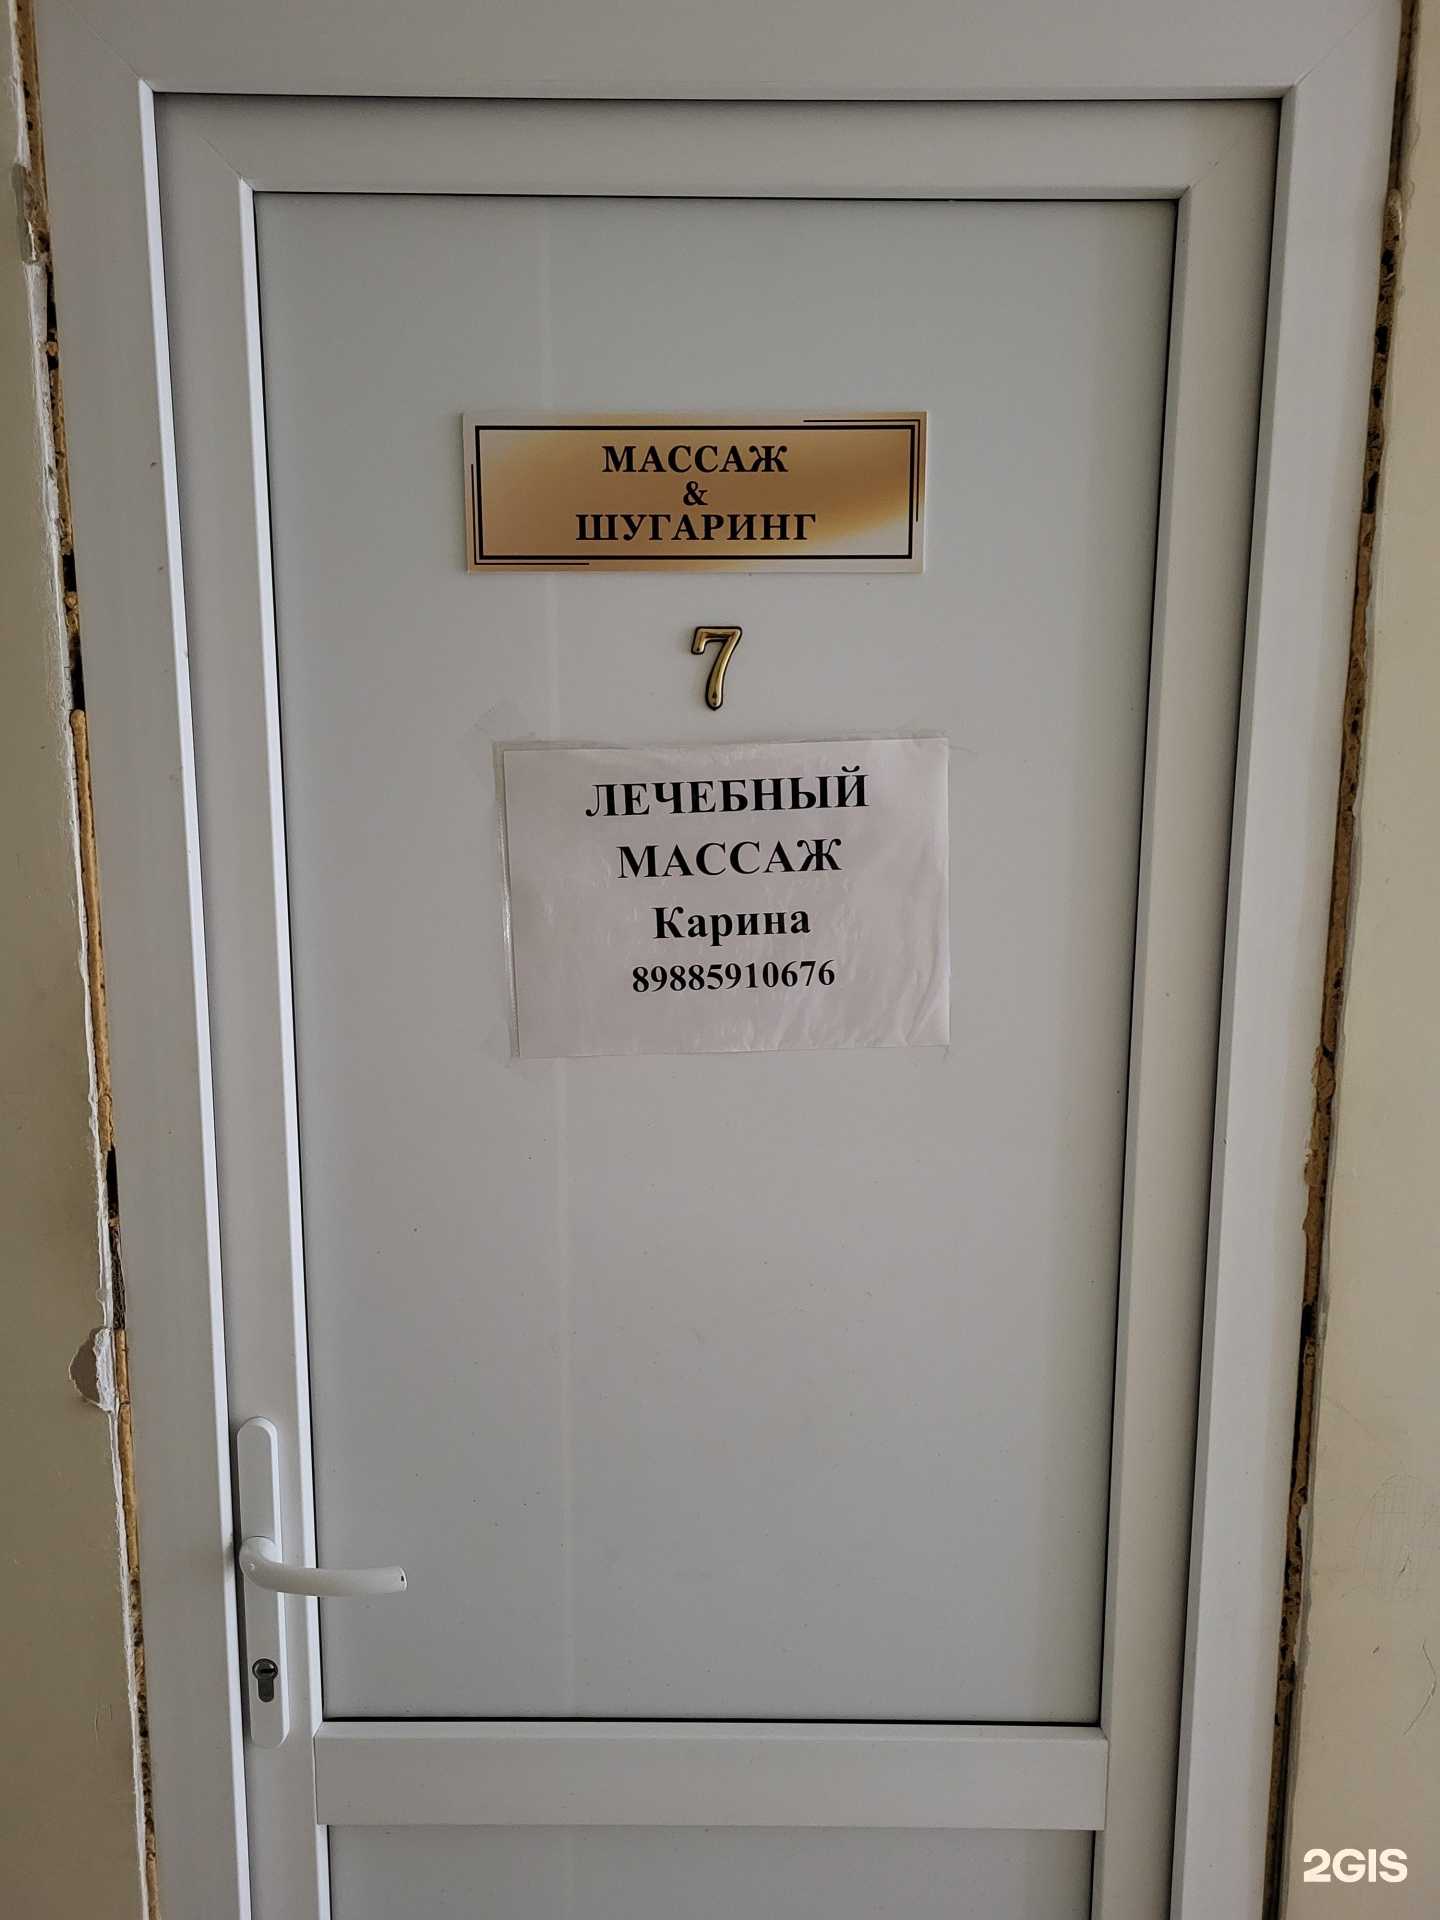 МАССАЖ
&
ШУГАРИНГ
7
ЛЕЧЕБНЫЙ
МАССАЖ
Карина
89885910676
2GIS